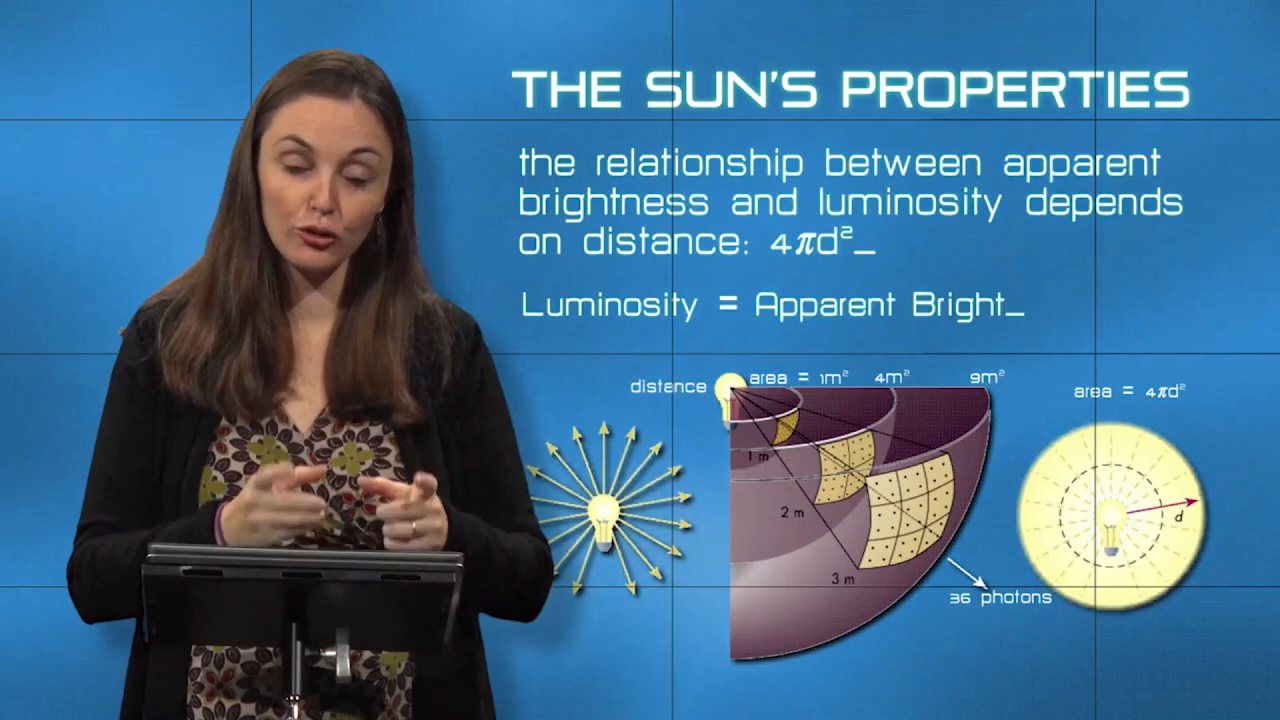 THE SUN'S PROPERTIES
the relationship between apparent
brightness and luminosity depends
on distance: 4πd²_
Luminosity = Apparent Bright_
distance
area = 1m² 4m² 9m²
area = 4πd²
1 m
2 m
3 m
d
36 photons